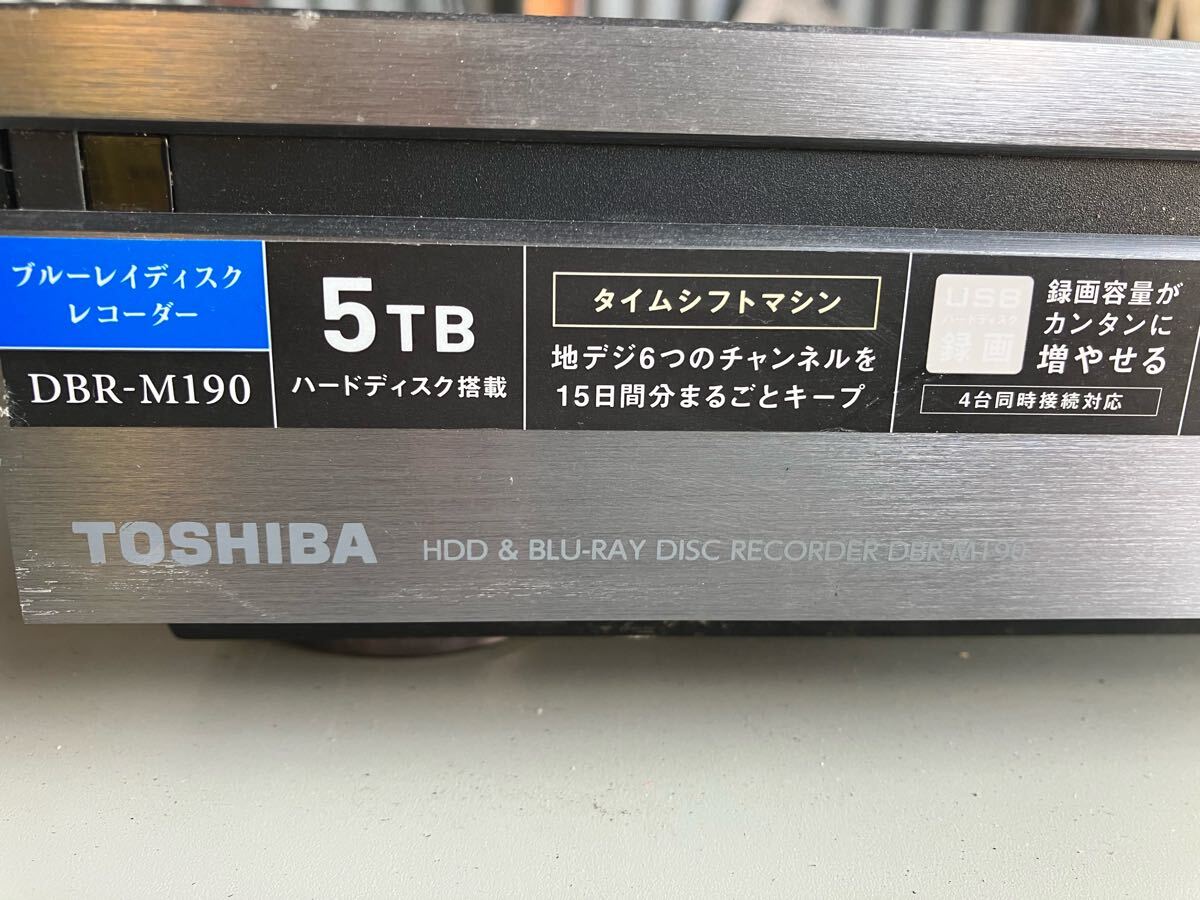 ブルーレイディスク
レコーダー
DBR-M190
5TB
ハードディスク搭載
タイムシフトマシン
地デジ6つのチャンネルを
15日間分まるごとキープ
USB
ハードディスク
録画
録画容量が
カンタンに
増やせる
4台同時接続対応
TOSHIBA
HDD & BLU-RAY DISC RECORDER DBR-M190